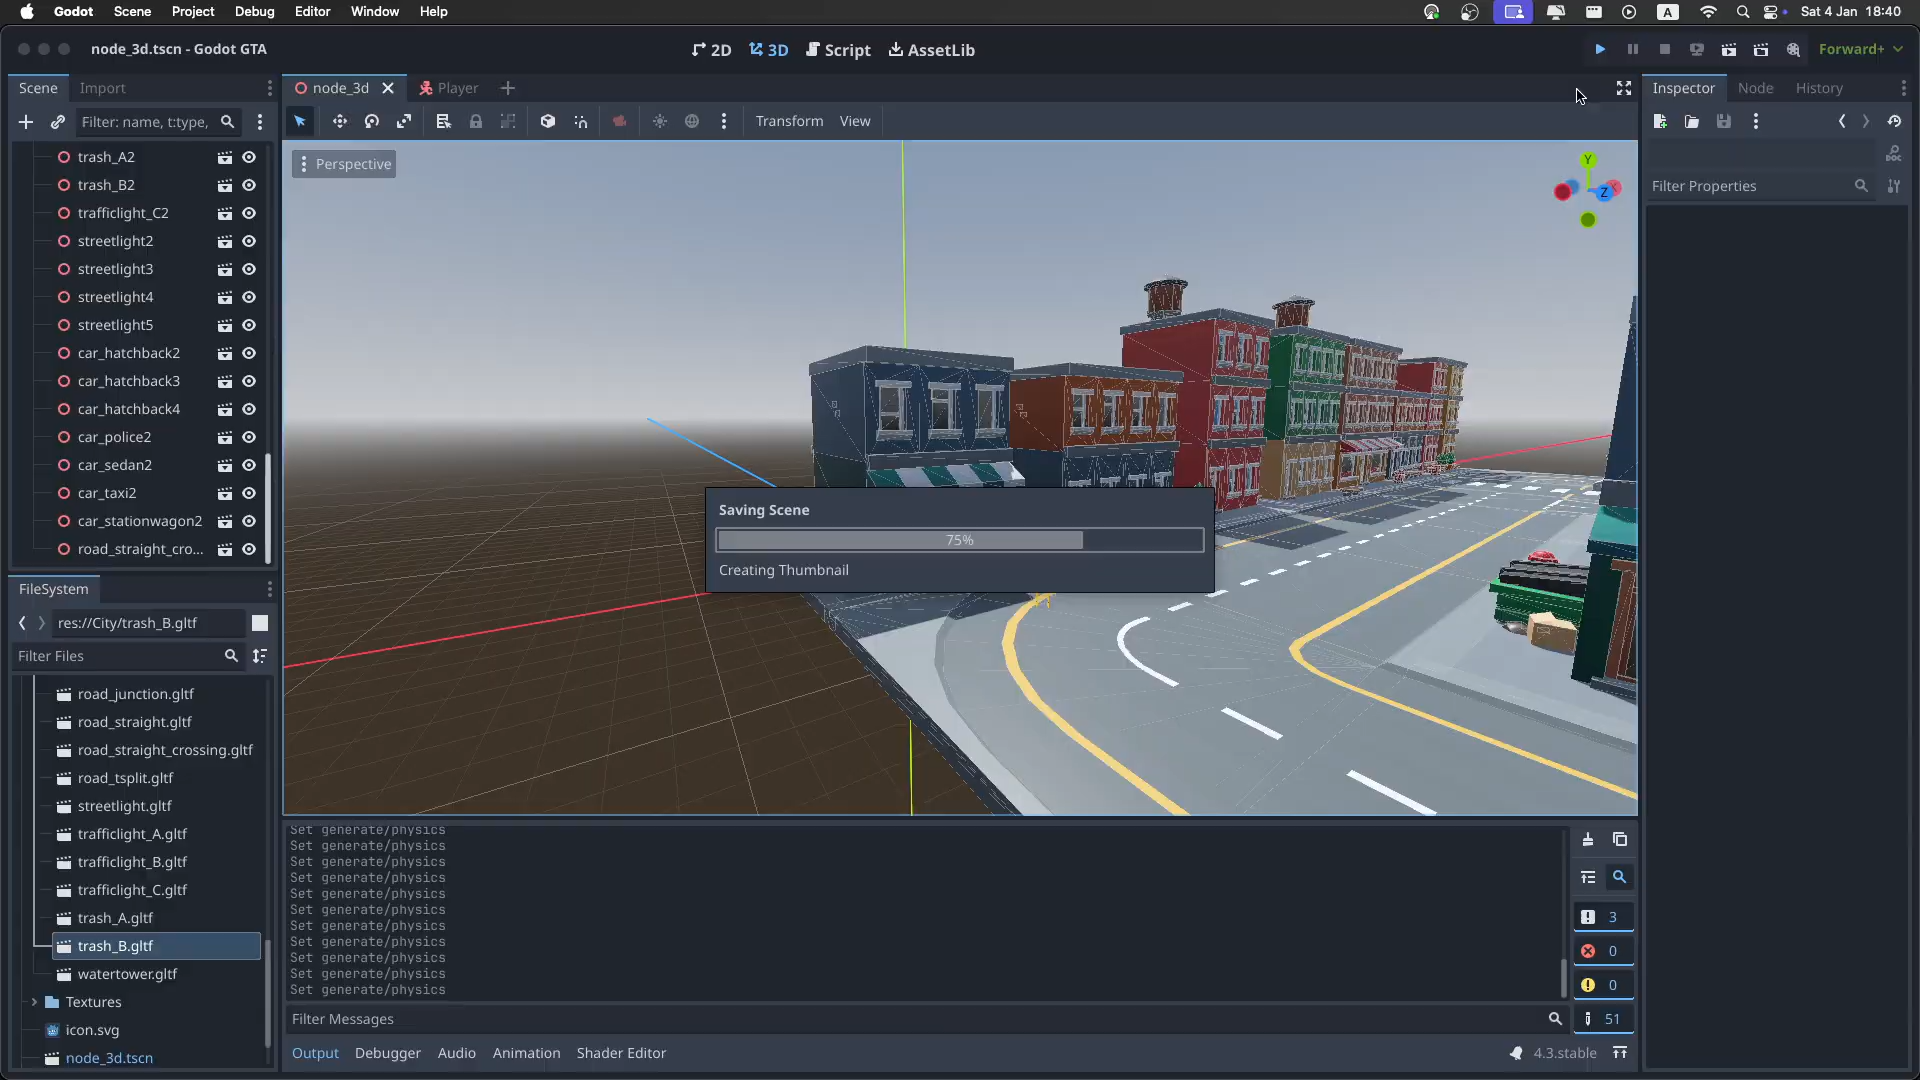 Godot Scene Project Debug Editor Window Help
A
Sat 4 Jan 18:40
node_3d.tscn - Godot GTA
2D 3D Script AssetLib
Forward+
Scene Import
node_3d Player
Inspector Node History
Filter: name, t:type,
Transform View
Perspective
Y
Z
Filter Properties
trash_A2
trash_B2
trafficlight_C2
streetlight2
streetlight3
streetlight4
streetlight5
car_hatchback2
car_hatchback3
car_hatchback4
car_police2
car_sedan2
car_taxi2
car_stationwagon2
road_straight_cro...
Saving Scene
75%
Creating Thumbnail
FileSystem
res://City/trash_B.gltf
Filter Files
road_junction.gltf
road_straight.gltf
road_straight_crossing.gltf
road_tsplit.gltf
streetlight.gltf
trafficlight_A.gltf
trafficlight_B.gltf
trafficlight_C.gltf
trash_A.gltf
trash_B.gltf
watertower.gltf
Textures
icon.svg
node_3d.tscn
Set generate/physics
Set generate/physics
Set generate/physics
Set generate/physics
Set generate/physics
Set generate/physics
Set generate/physics
Set generate/physics
Set generate/physics
Set generate/physics
Set generate/physics
3
0
0
51
Filter Messages
Output Debugger Audio Animation Shader Editor
4.3.stable